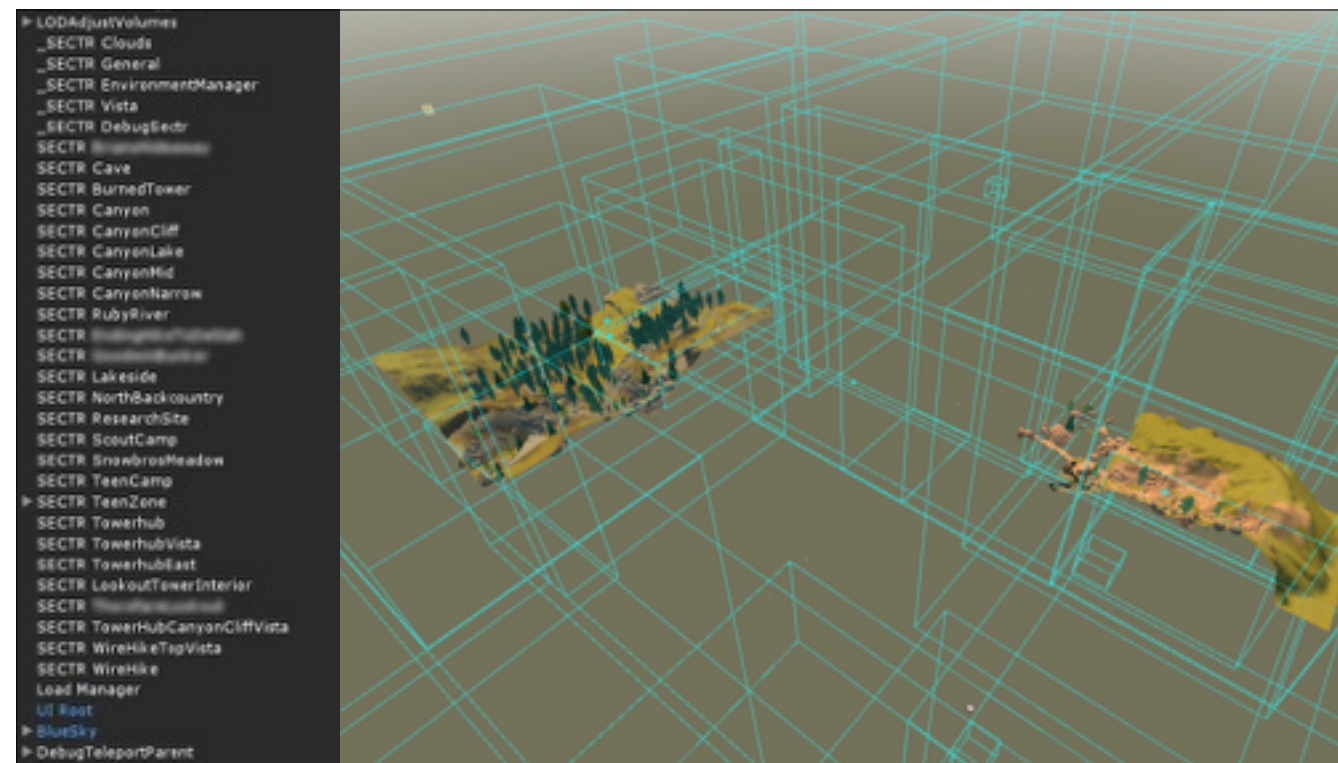 LODAdjustVolumes
_SECTR Clouds
_SECTR General
_SECTR EnvironmentManager
_SECTR Vista
_SECTR DebugSectr
SECTR
SECTR Cave
SECTR BurnedTower
SECTR Canyon
SECTR CanyonCliff
SECTR CanyonLake
SECTR CanyonMid
SECTR CanyonNarrow
SECTR RubyRiver
SECTR
SECTR
SECTR Lakeside
SECTR NorthBackcountry
SECTR ResearchSite
SECTR ScoutCamp
SECTR SnowbrosMeadow
SECTR TeenCamp
SECTR TeenZone
SECTR Towerhub
SECTR TowerhubVista
SECTR TowerhubEast
SECTR LookoutTowerInterior
SECTR
SECTR TowerHubCanyonCliffVista
SECTR WireHikeTopVista
SECTR WireHike
Load Manager
UI Root
BlueSky
DebugTeleportParent